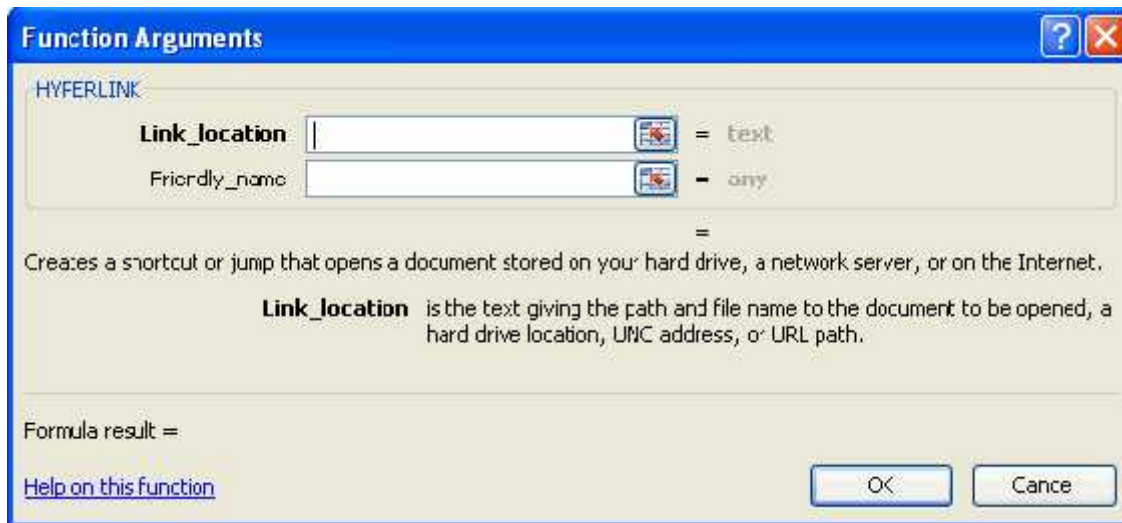 Function Arguments
HYPERLINK
Link_location = text
Friendly_name = any
=
Creates a shortcut or jump that opens a document stored on your hard drive, a network server, or on the Internet.
Link_location is the text giving the path and file name to the document to be opened, a
hard drive location, UNC address, or URL path.
Formula result =
Help on this function
OK
Cancel